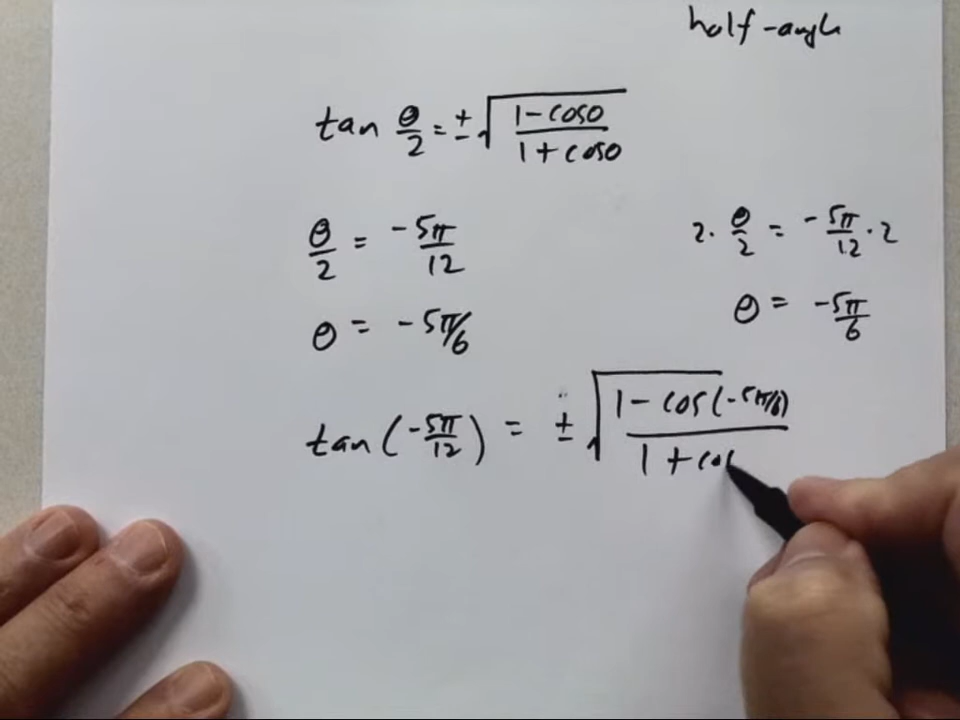 half-angle
tan θ/2 = ± √((1 - cosθ)/(1 + cosθ))
θ/2 = -5π/12
2 · θ/2 = -5π/12 · 2
θ = -5π/6
θ = -5π/6
tan(-5π/12) = ± √((1 - cos(-5π/6))/(1 + cos